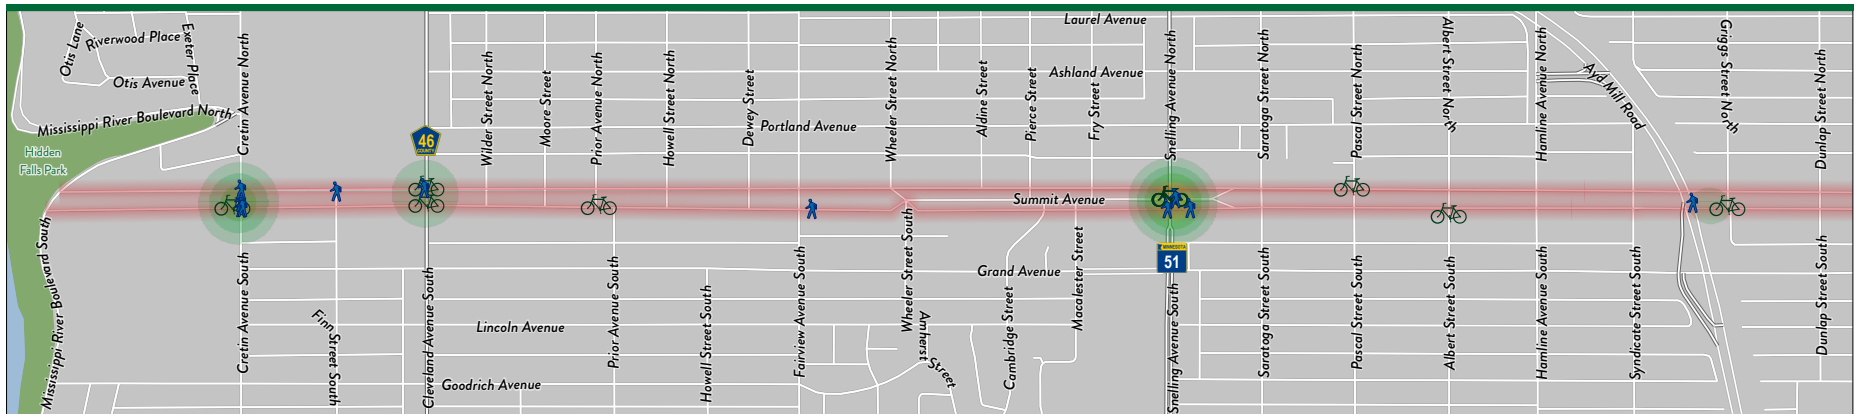 Laurel Avenue
Otis Lane
Riverwood Place
Exeter Place
Otis Avenue
Cretin Avenue North
Mississippi River Boulevard North
Wilder Street North
Moore Street
Prior Avenue North
Howell Street North
Dewey Street
Portland Avenue
Wheeler Street North
Aldine Street
Pierce Street
Ashland Avenue
Fry Street
Snelling Avenue North
Saratoga Street North
Pascal Street North
Albert Street North
Hamline Avenue North
Ayd Mill Road
Griggs Street North
Dunlap Street North
46
COUNTY
Hidden
Falls Park
Summit Avenue
MINNESOTA
51
Mississippi River Boulevard South
Cretin Avenue South
Finn Street South
Cleveland Avenue South
Lincoln Avenue
Goodrich Avenue
Prior Avenue South
Howell Street South
Fairview Avenue South
Wheeler Street South
Amherst Street
Grand Avenue
Cambridge Street
Macalester Street
Snelling Avenue South
Saratoga Street South
Pascal Street South
Albert Street South
Hamline Avenue South
Syndicate Street South
Dunlap Street South